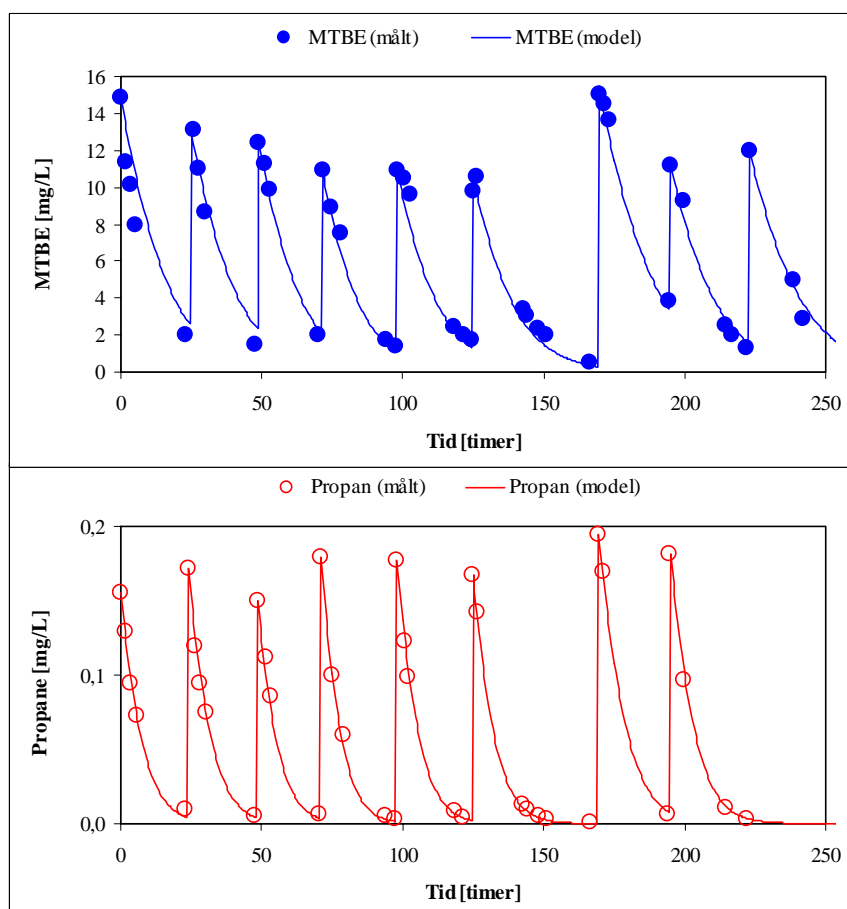 MTBE (målt) MTBE (model)
16
14
12
10
8
6
4
2
0
MTBE [mg/L]
0 50 100 150 200 250
Tid [timer]
Propan (målt) Propan (model)
0,2
0,1
0,0
Propane [mg/L]
0 50 100 150 200 250
Tid [timer]